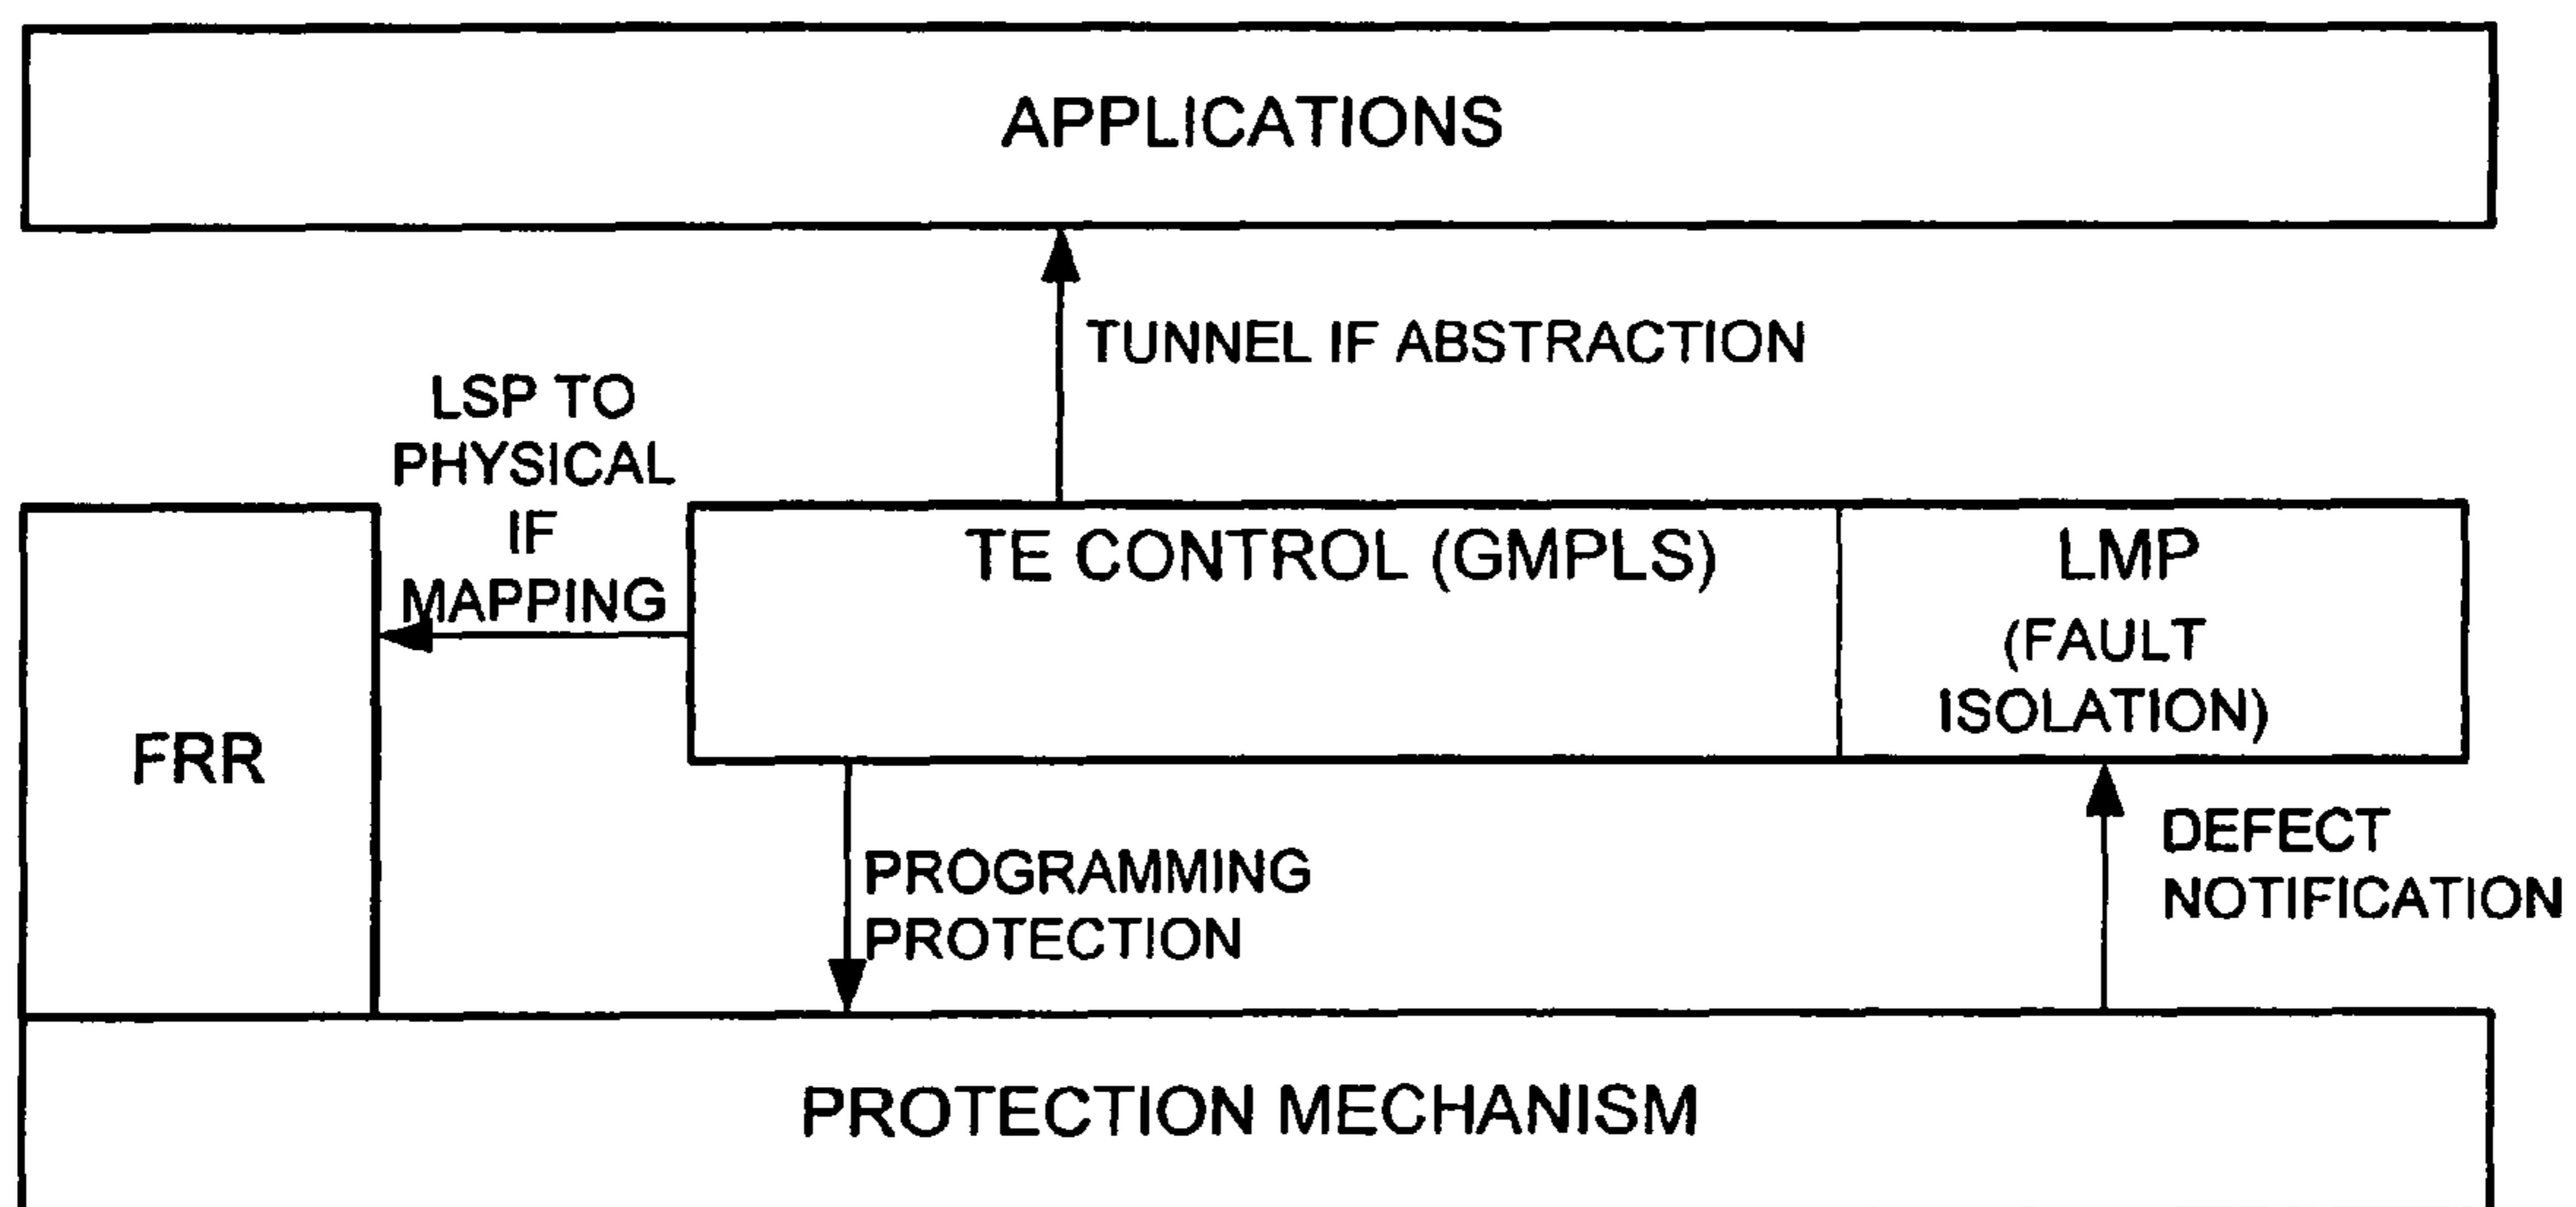 APPLICATIONS
TUNNEL IF ABSTRACTION
LSP TO
PHYSICAL
IF
MAPPING
TE CONTROL (GMPLS)
LMP
(FAULT
ISOLATION)
FRR
PROGRAMMING
PROTECTION
DEFECT
NOTIFICATION
PROTECTION MECHANISM